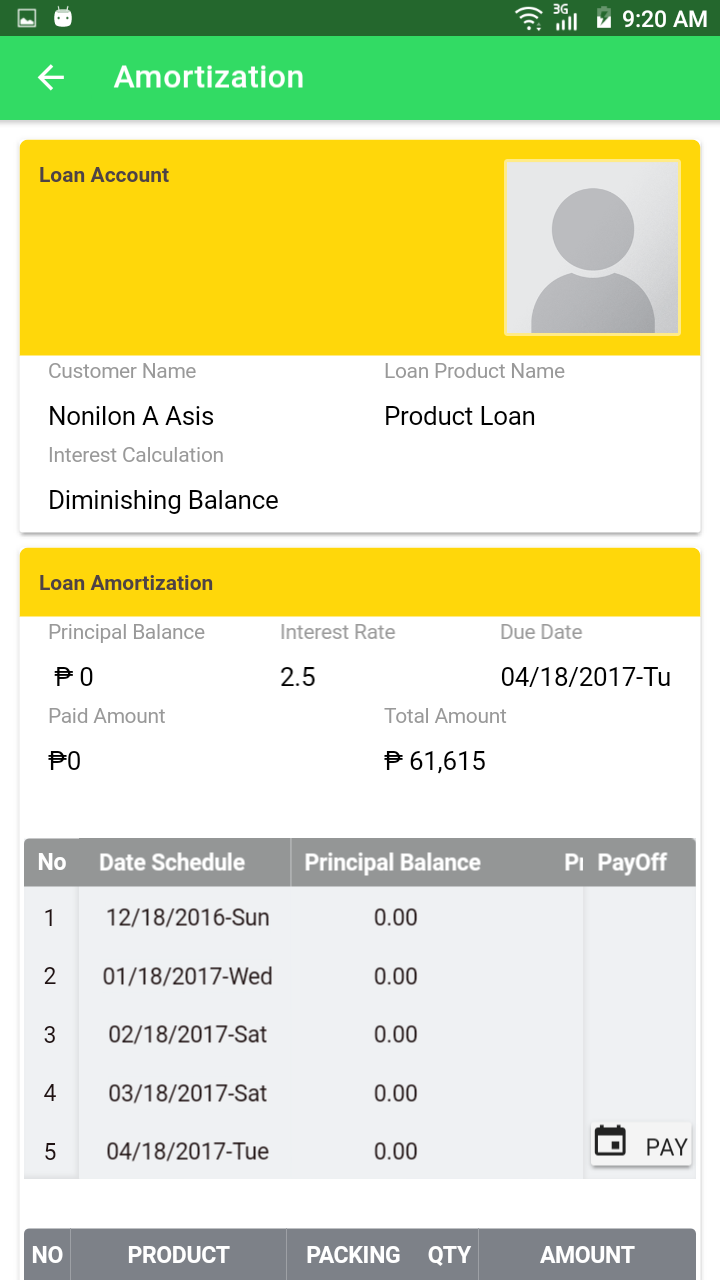 3G 9:20 AM
Amortization
Loan Account
Customer Name Loan Product Name
Nonilon A Asis Product Loan
Interest Calculation
Diminishing Balance
Loan Amortization
Principal Balance Interest Rate Due Date
₱ 0 2.5 04/18/2017-Tu
Paid Amount Total Amount
₱0 ₱ 61,615
No Date Schedule Principal Balance PayOff
1 12/18/2016-Sun 0.00
2 01/18/2017-Wed 0.00
3 02/18/2017-Sat 0.00
4 03/18/2017-Sat 0.00
5 04/18/2017-Tue 0.00 PAY
NO PRODUCT PACKING QTY AMOUNT